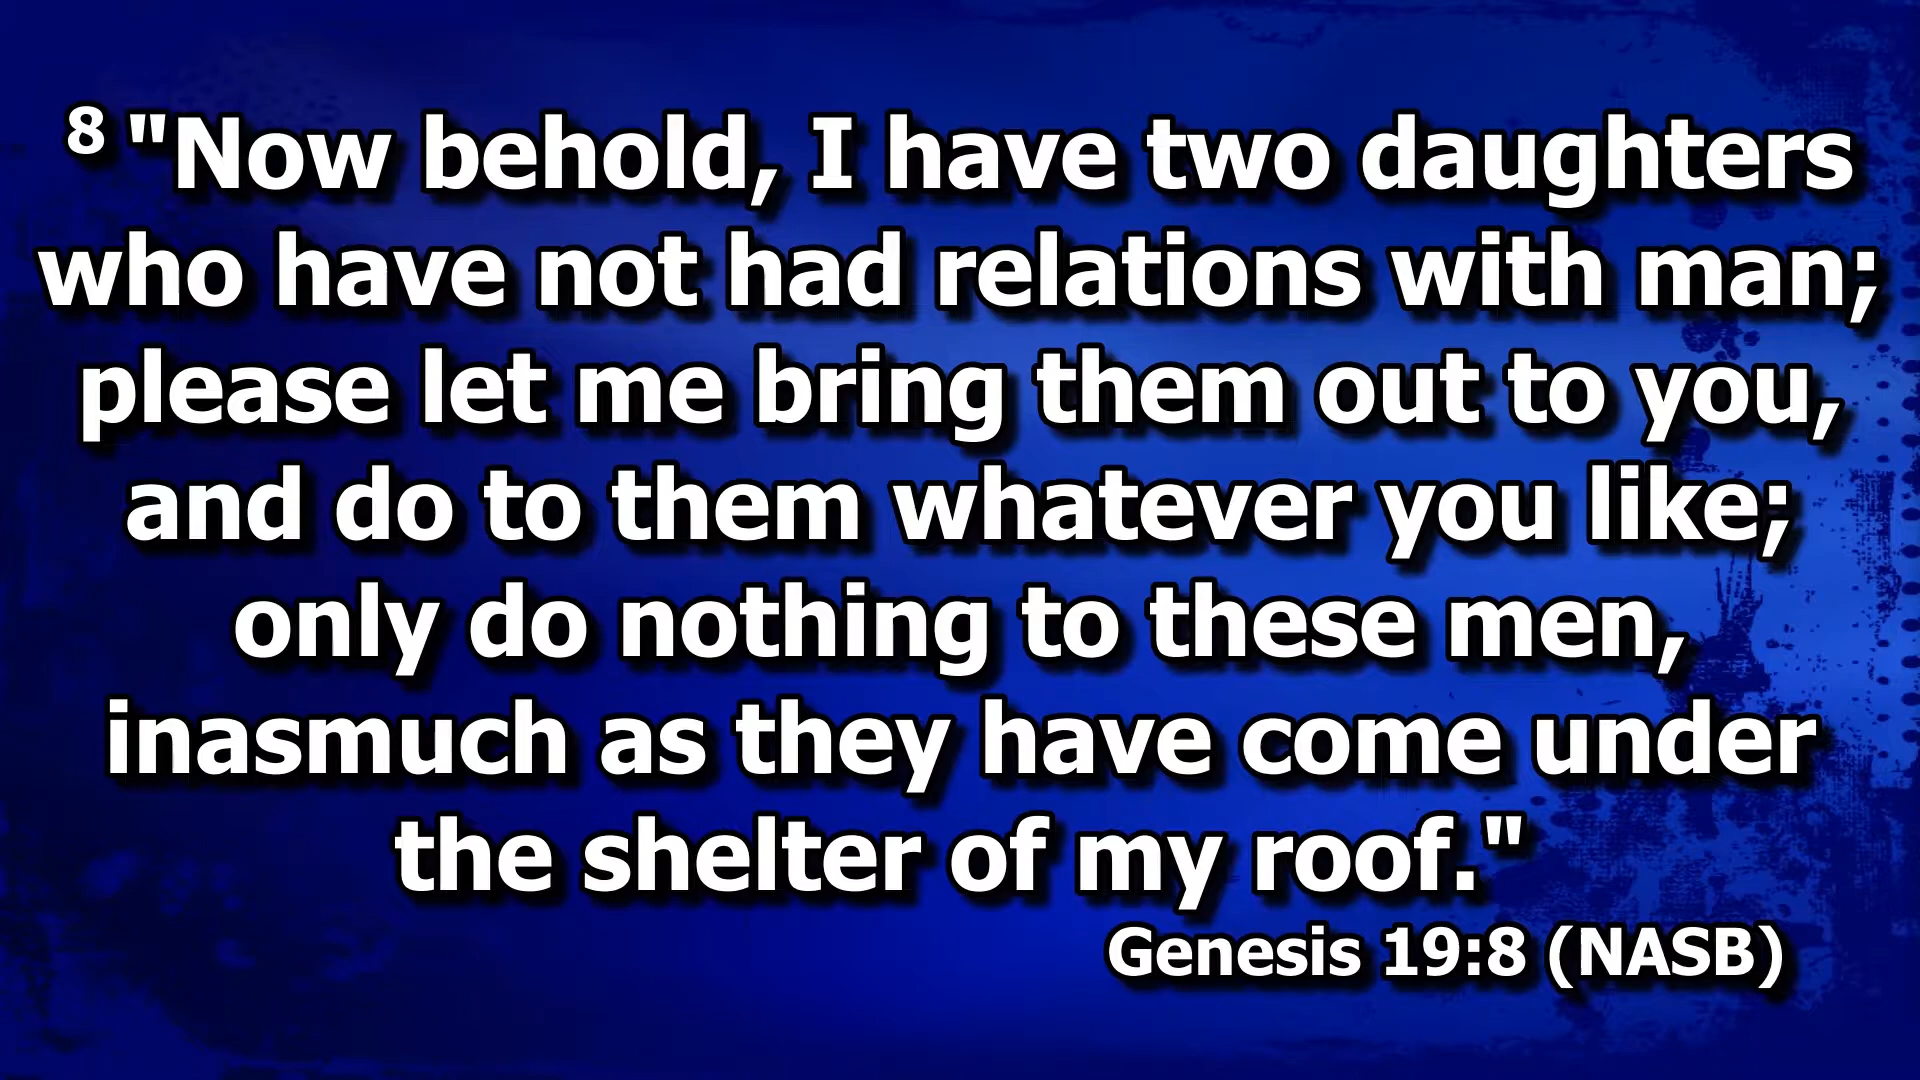 8 "Now behold, I have two daughters
who have not had relations with man;
please let me bring them out to you,
and do to them whatever you like;
only do nothing to these men,
inasmuch as they have come under
the shelter of my roof."
Genesis 19:8 (NASB)